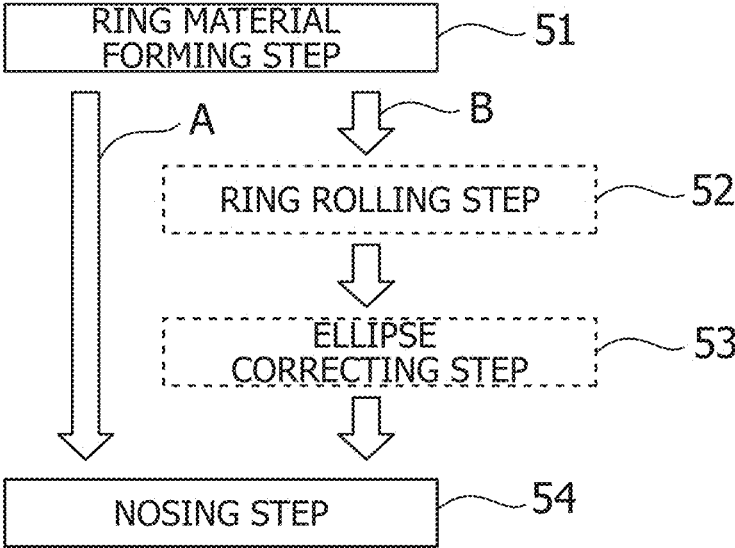 RING MATERIAL
FORMING STEP
51
A
B
RING ROLLING STEP
52
ELLIPSE
CORRECTING STEP
53
NOSING STEP
54